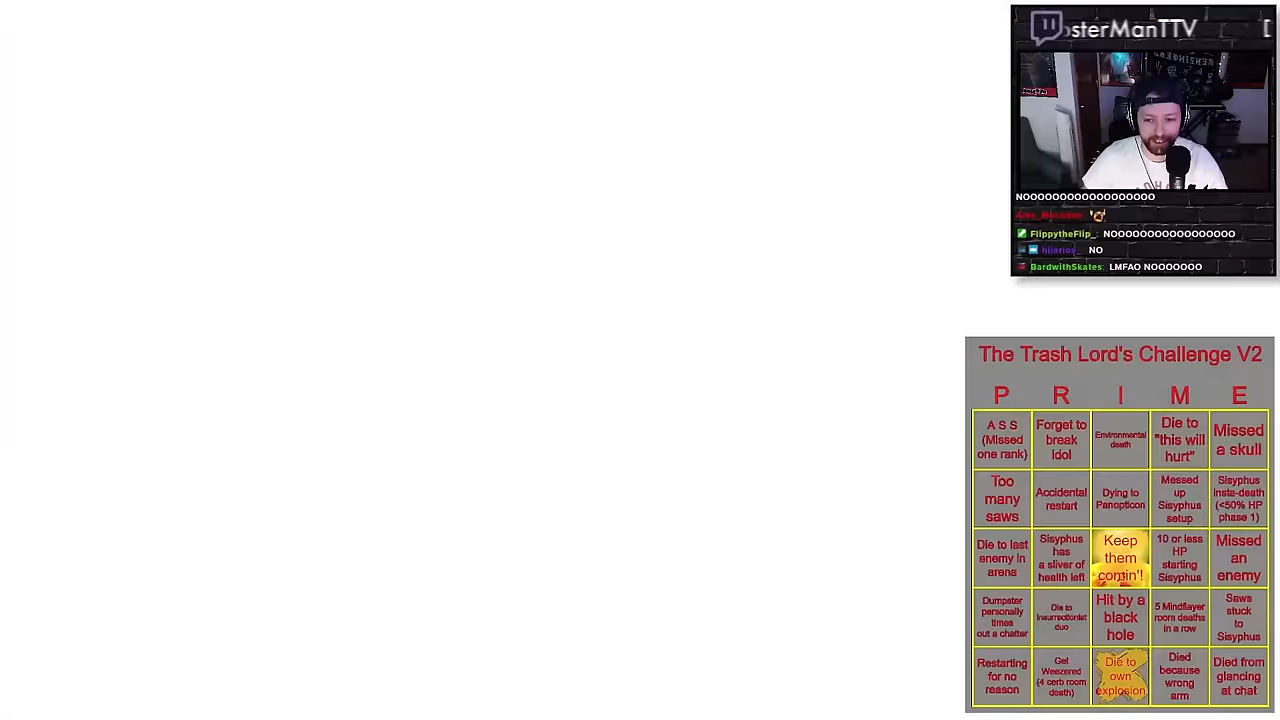 sterManTTV
NOOOOOOOOOOOOOOOOOO
FlippytheFlip_: NOOOOOOOOOOOOOOOOO
hilarios_ NO
BardwithSkates: LMFAO NOOOOOOO
The Trash Lord's Challenge V2
P R I M E
A S S
(Missed
one rank)
Forget to
break
idol
Environmental
death
Die to
"this will
hurt"
Missed
a skull
Too
many
saws
Accidental
restart
Dying to
Panopticon
Messed
up
Sisyphus
setup
Sisyphus
insta-death
(<50% HP
phase 1)
Die to last
enemy in
arena
Sisyphus
has
a sliver of
health left
Keep
them
comin'!
10 or less
HP
starting
Sisyphus
Missed
an
enemy
Dumpster
personally
times
out a chatter
Die to
Insurrectionist
duo
Hit by a
black
hole
5 Mindflayer
room deaths
in a row
Saws
stuck
to
Sisyphus
Restarting
for no
reason
Get
Weezered
(4 cerb room
death)
Die to
own
explosion
Died
because
wrong
arm
Died from
glancing
at chat